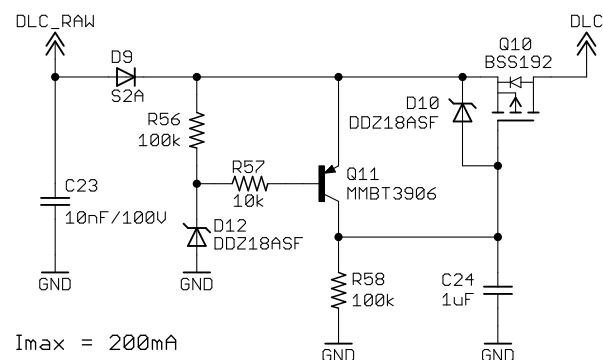 DLC_RAW
DLC
D9
S2A
Q10
BSS192
R56
100k
D10
DDZ18ASF
R57
10k
Q11
MMBT3906
C23
10nF/100V
D12
DDZ18ASF
GND
GND
R58
100k
C24
1uF
Imax = 200mA
GND
GND